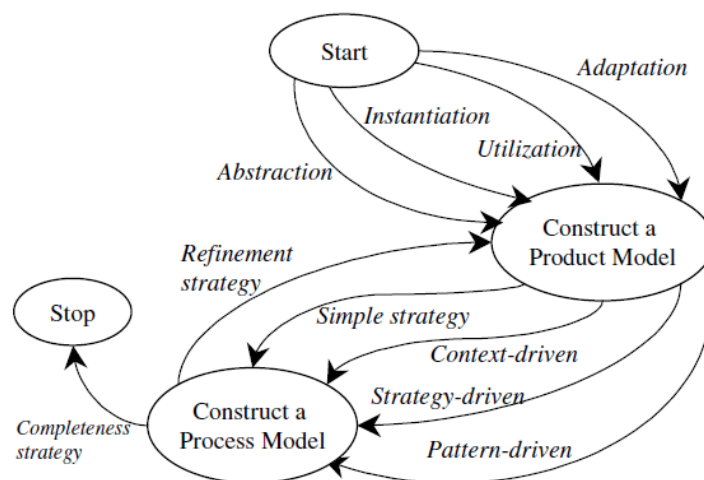 Start
Adaptation
Instantiation
Utilization
Abstraction
Construct a
Product Model
Refinement
strategy
Stop
Simple strategy
Context-driven
Strategy-driven
Construct a
Process Model
Completeness
strategy
Pattern-driven